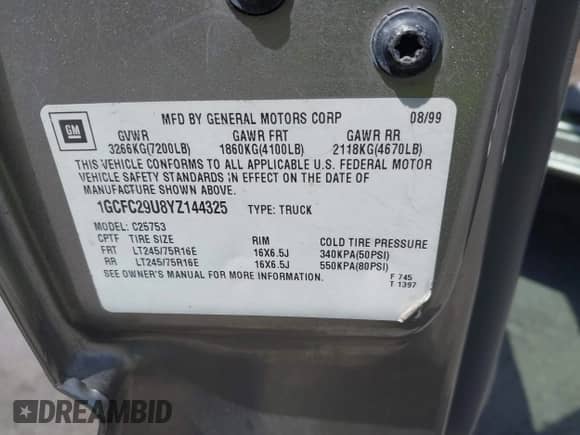 GM
MFD BY GENERAL MOTORS CORP 08/99
GVWR GAWR FRT GAWR RR
3266KG(7200LB) 1860KG(4100LB) 2118KG(4670LB)
THIS VEHICLE CONFORMS TO ALL APPLICABLE U.S. FEDERAL MOTOR
VEHICLE SAFETY STANDARDS IN EFFECT ON THE DATE OF
MANUFACTURE SHOWN ABOVE.
1GCFC29U8YZ144325 TYPE: TRUCK
MODEL: C25753
CPTF TIRE SIZE RIM COLD TIRE PRESSURE
FRT LT245/75R16E 16X6.5J 340KPA(50PSI)
RR LT245/75R16E 16X6.5J 550KPA(80PSI)
SEE OWNER'S MANUAL FOR MORE INFORMATION.
F 745
T 1397
DREAMBID